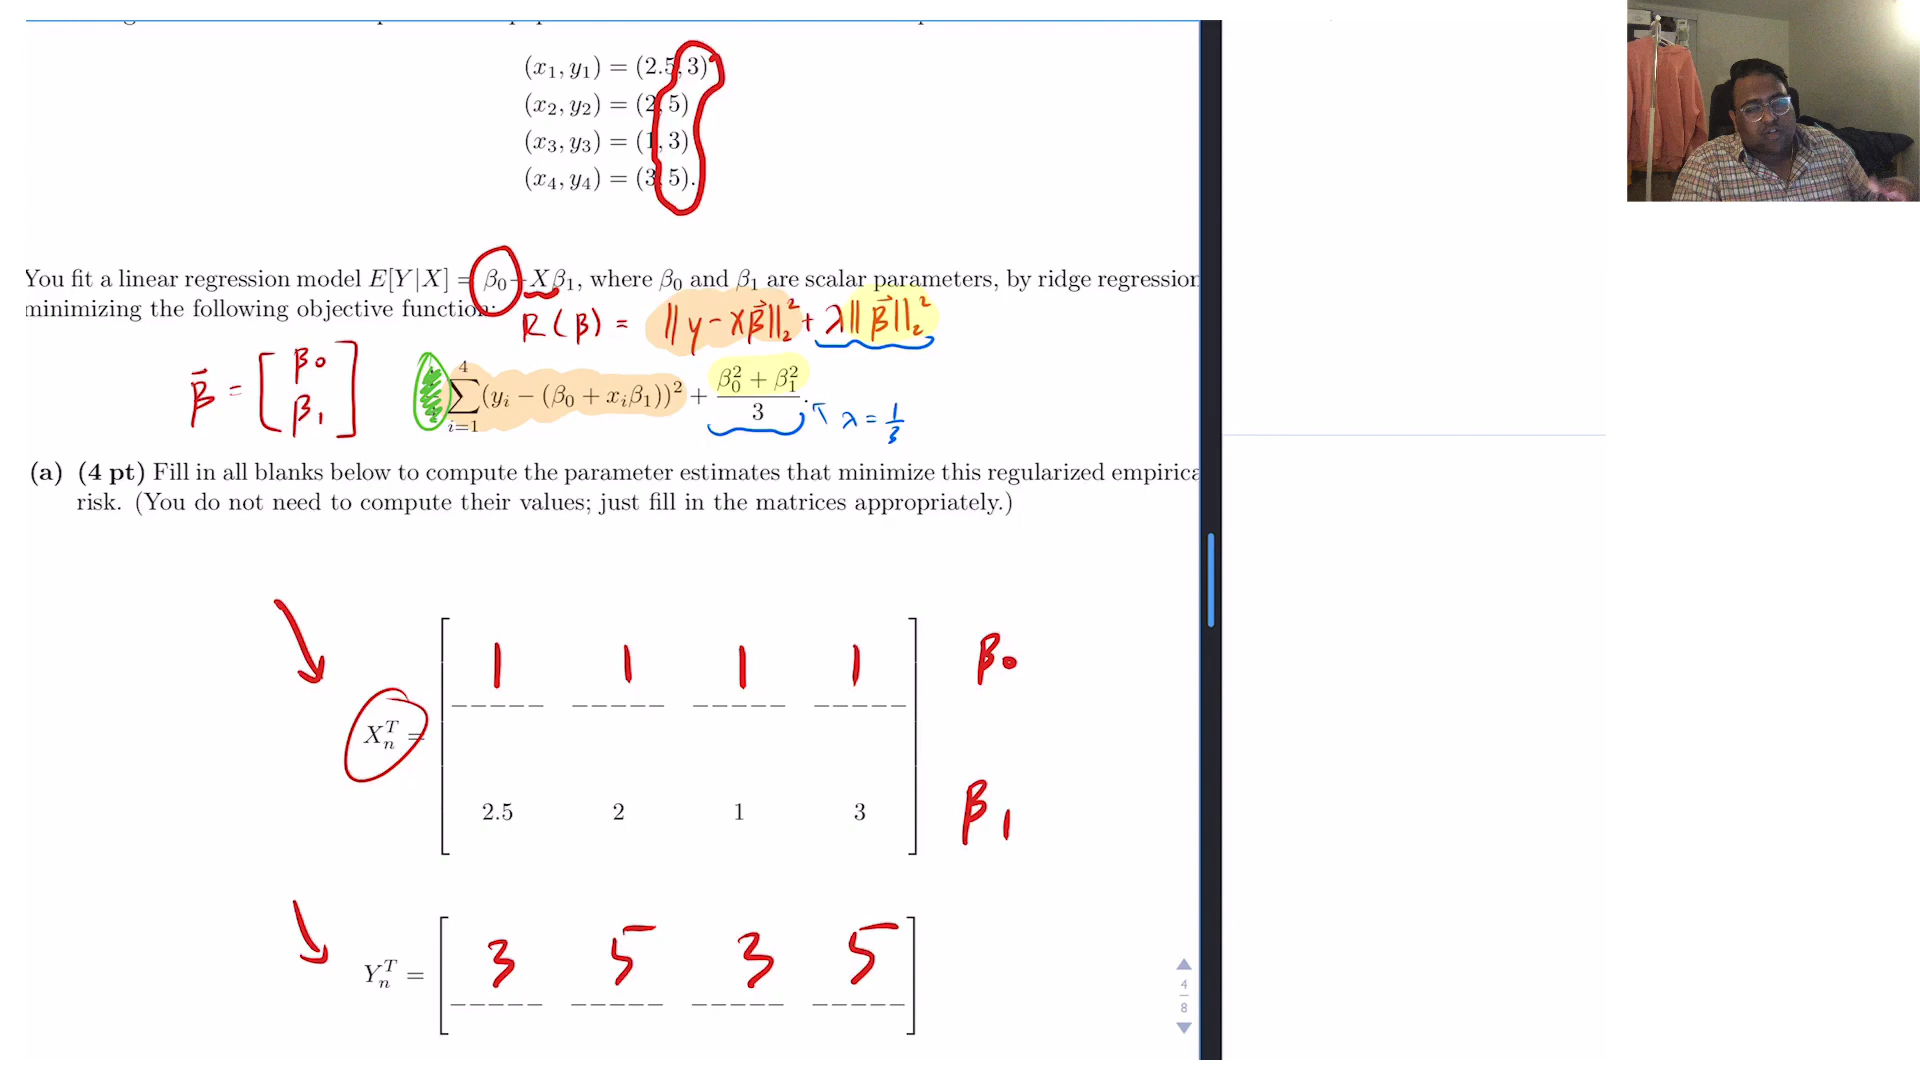 (x₁, y₁) = (2.5, 3)
(x₂, y₂) = (2, 5)
(x₃, y₃) = (1, 3)
(x₄, y₄) = (3, 5).
You fit a linear regression model E[Y|X] = β₀ + Xβ₁, where β₀ and β₁ are scalar parameters, by ridge regression
minimizing the following objective function:
R(β) = ||y - Xβ⃗||₂² + λ||β⃗||₂²
β⃗ = [β₀ β₁]
∑_{i=1}^{4} (y_i − (β₀ + x_iβ₁))² + (β₀² + β₁²)/3 .
λ = 1/3
(a) (4 pt) Fill in all blanks below to compute the parameter estimates that minimize this regularized empirica
risk. (You do not need to compute their values; just fill in the matrices appropriately.)
1 1 1 1 β₀
X_n^T =
2.5 2 1 3 β₁
Y_n^T = [3 5 3 5]
4
8